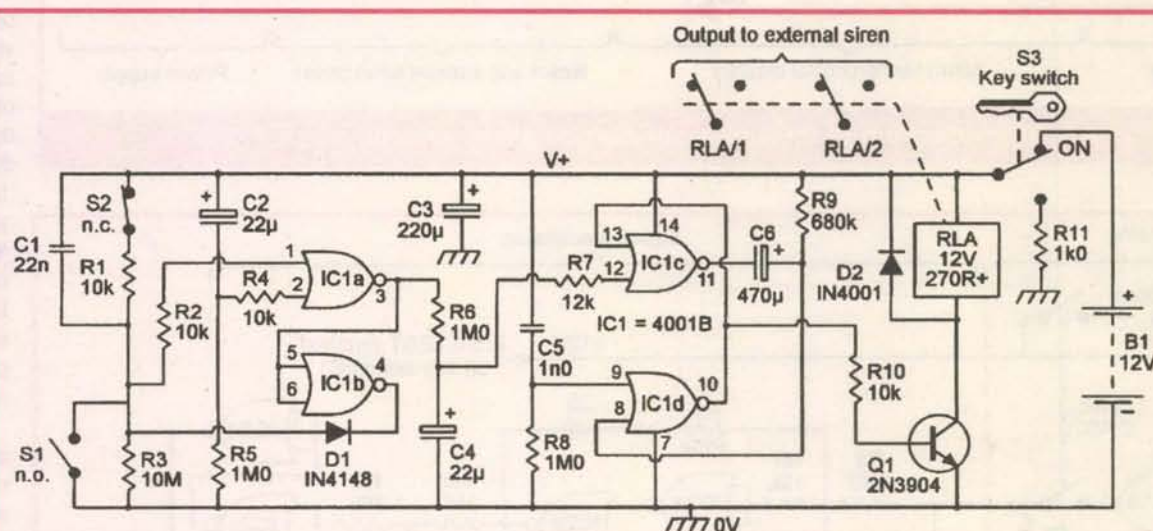 Output to external siren
S3
Key switch
ON
RLA/1
RLA/2
V+
S2
n.c.
C1
22n
R1
10k
C2
22µ
R2
10k
R4
10k
1
2
IC1a
3
C3
220µ
R6
1M0
5
6
IC1b
4
D1
IN4148
C4
22µ
S1
n.o.
R3
10M
R5
1M0
R7
12k
13
12
14
IC1c
11
C6
470µ
IC1 = 4001B
C5
1n0
9
8
IC1d
10
7
R8
1M0
R9
680k
D2
IN4001
RLA
12V
270R+
R10
10k
Q1
2N3904
R11
1k0
+
B1
12V
-
0V